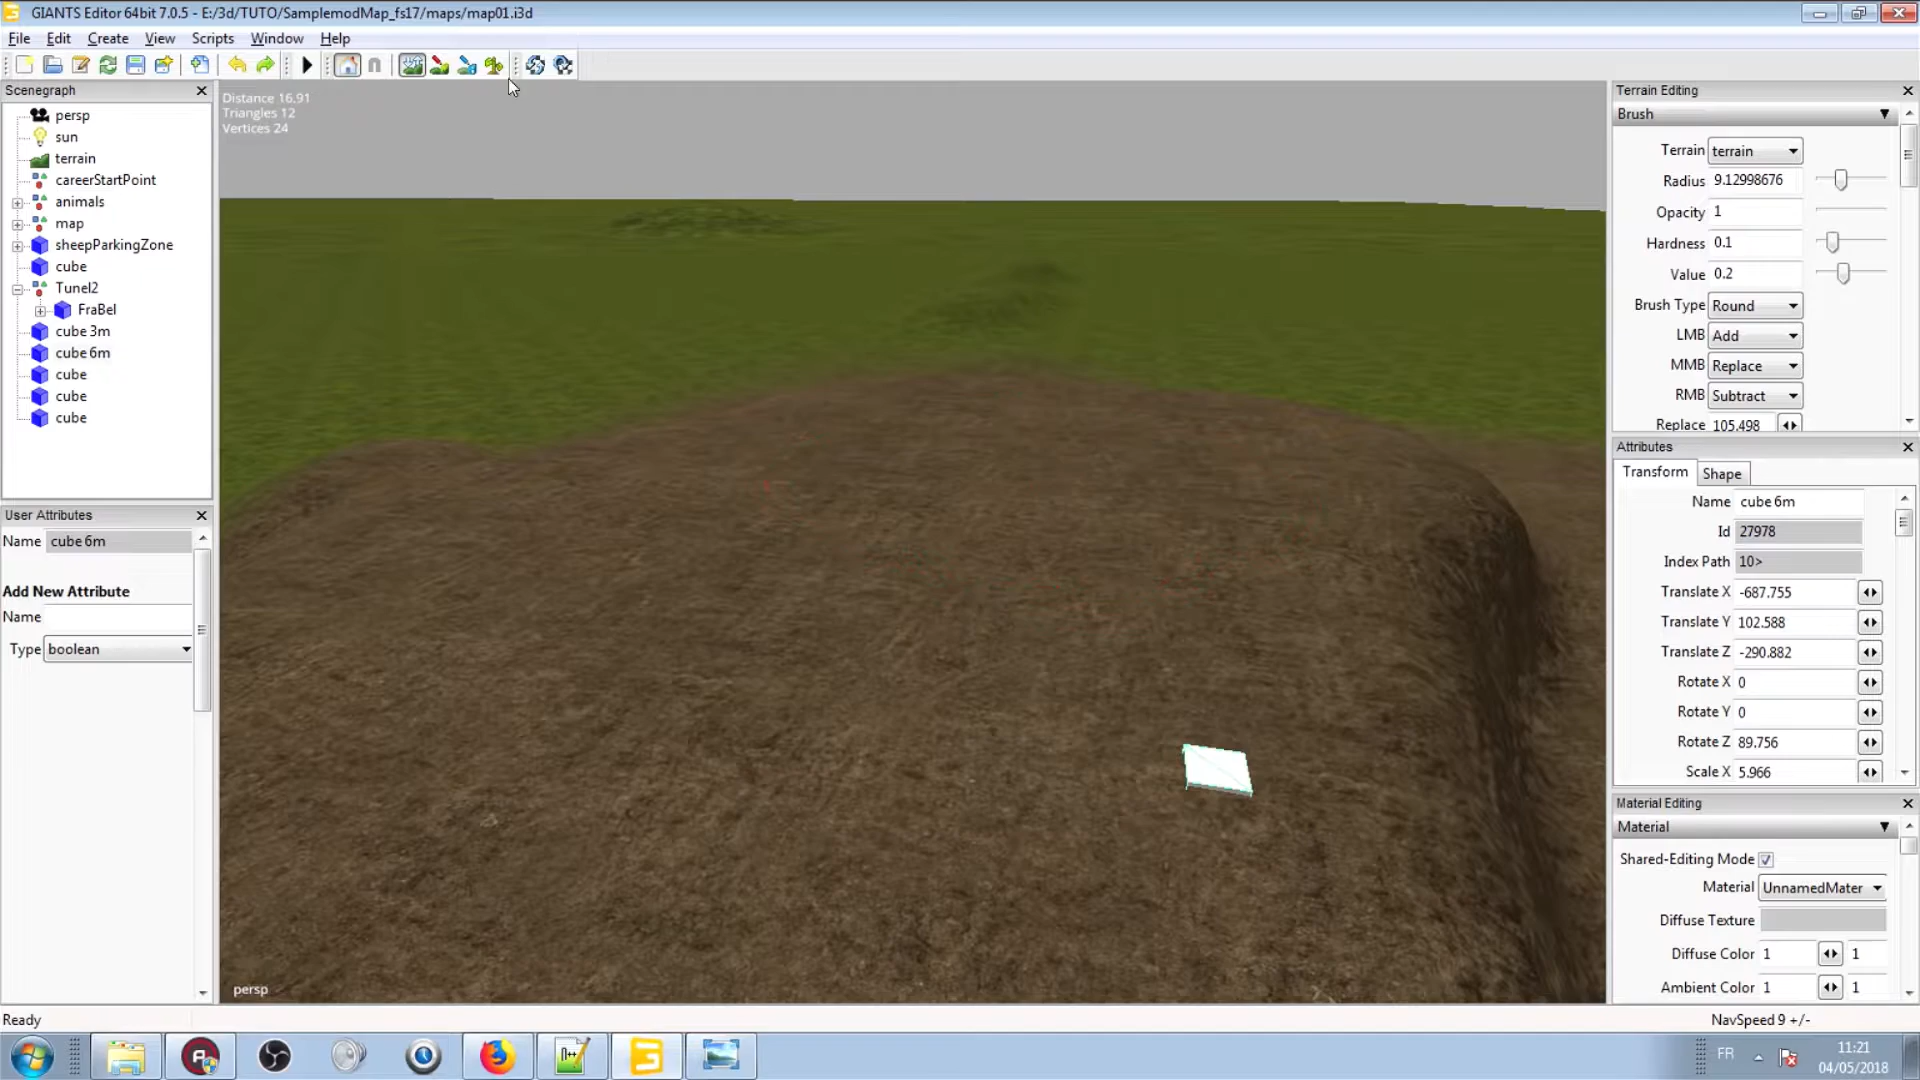 GIANTS Editor 64bit 7.0.5 - E:/3d/TUTO/SamplemodMap_fs17/maps/map01.i3d
File Edit Create View Scripts Window Help
Scenegraph
persp
sun
terrain
careerStartPoint
animals
map
sheepParkingZone
cube
Tunel2
FraBel
cube 3m
cube 6m
cube
cube
cube
User Attributes
Name cube 6m
Add New Attribute
Name
Type boolean
Distance 16,91
Triangles 12
Vertices 24
persp
Terrain Editing
Brush
Terrain terrain
Radius 9.12998676
Opacity 1
Hardness 0.1
Value 0.2
Brush Type Round
LMB Add
MMB Replace
RMB Subtract
Replace 105.498
Attributes
Transform Shape
Name cube 6m
Id 27978
Index Path 10>
Translate X -687.755
Translate Y 102.588
Translate Z -290.882
Rotate X 0
Rotate Y 0
Rotate Z 89.756
Scale X 5.966
Material Editing
Material
Shared-Editing Mode
Material UnnamedMater
Diffuse Texture
Diffuse Color 1 1
Ambient Color 1 1
Ready
NavSpeed 9 +/-
FR
11:21
04/05/2018